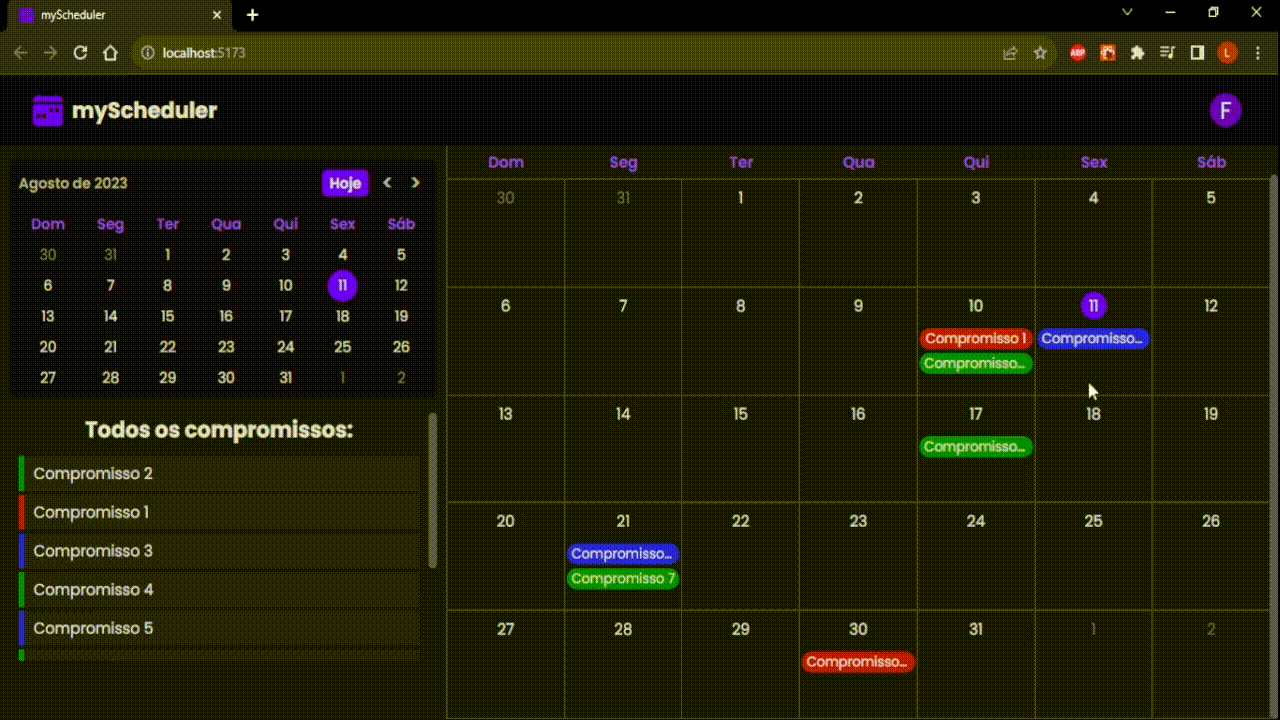 myScheduler
localhost:5173
ABP
L
myScheduler
F
Agosto de 2023
Hoje
Dom Seg Ter Qua Qui Sex Sáb
30 31 1 2 3 4 5
6 7 8 9 10 11 12
13 14 15 16 17 18 19
20 21 22 23 24 25 26
27 28 29 30 31 1 2
Todos os compromissos:
Compromisso 2
Compromisso 1
Compromisso 3
Compromisso 4
Compromisso 5
Dom Seg Ter Qua Qui Sex Sáb
30 31 1 2 3 4 5
6 7 8 9 10 11 12
Compromisso 1 Compromisso...
Compromisso...
13 14 15 16 17 18 19
Compromisso...
20 21 22 23 24 25 26
Compromisso...
Compromisso 7
27 28 29 30 31 1 2
Compromisso...